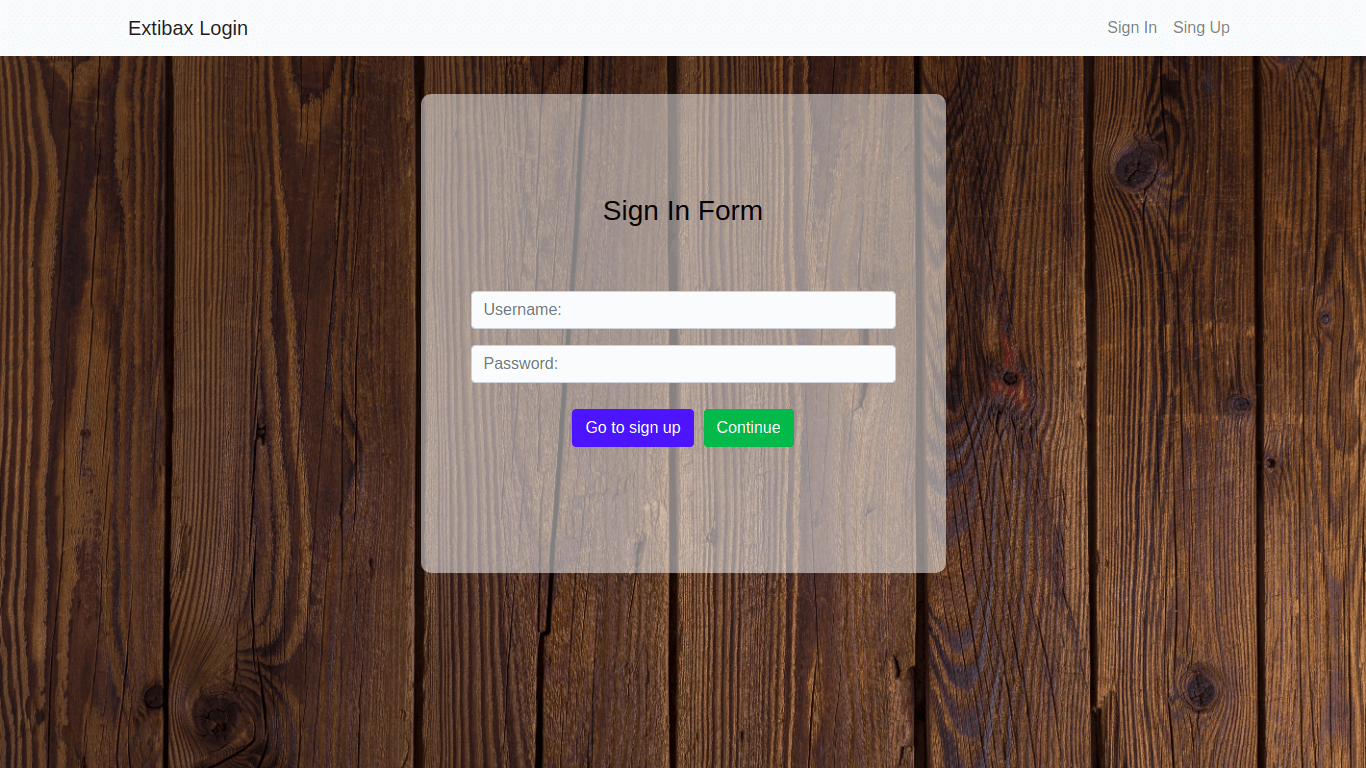 Extibax Login
Sign In Sing Up
Sign In Form
Username:
Password:
Go to sign up Continue